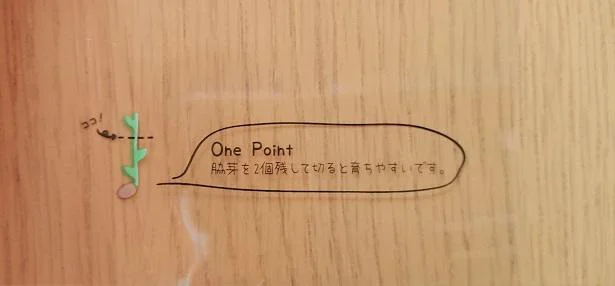 ココ!
One Point
脇芽を2個残して切ると育ちやすいです。